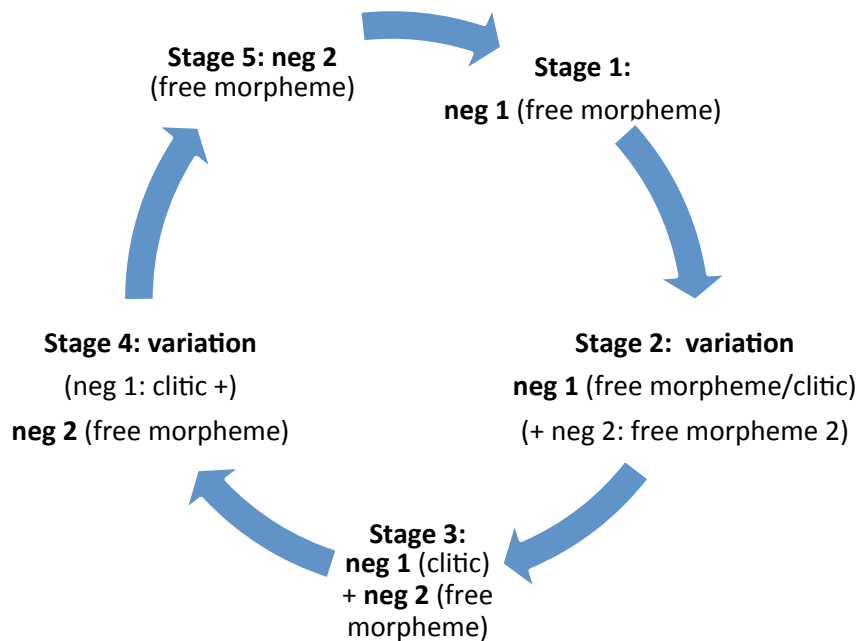 Stage 1:
neg 1 (free morpheme)
Stage 2:  variation
neg 1 (free morpheme/clitic)
(+ neg 2: free morpheme 2)
Stage 3:
neg 1 (clitic)
+ neg 2 (free
morpheme)
Stage 4: variation
(neg 1: clitic +)
neg 2 (free morpheme)
Stage 5: neg 2
(free morpheme)